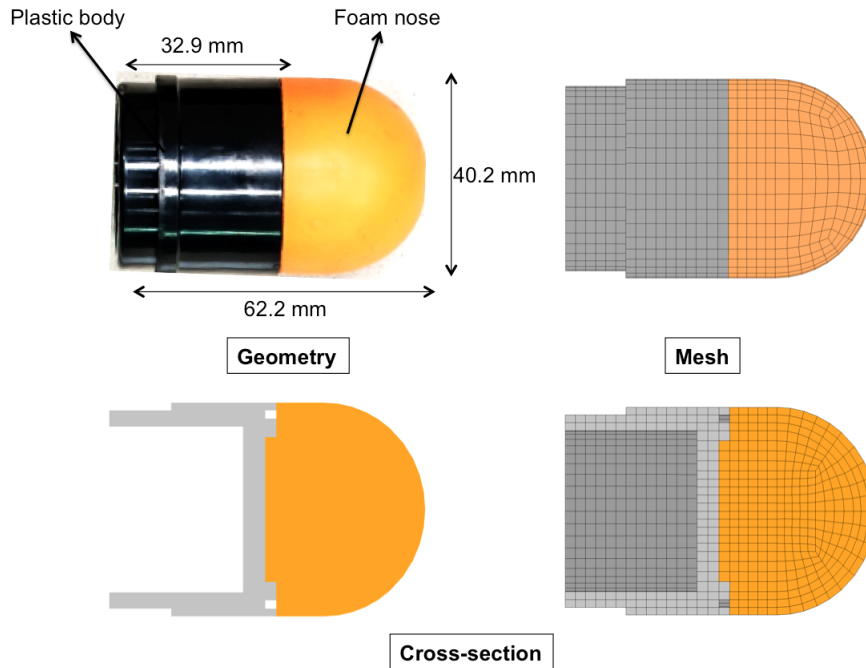 Plastic body
Foam nose
32.9 mm
40.2 mm
62.2 mm
Geometry
Mesh
Cross-section